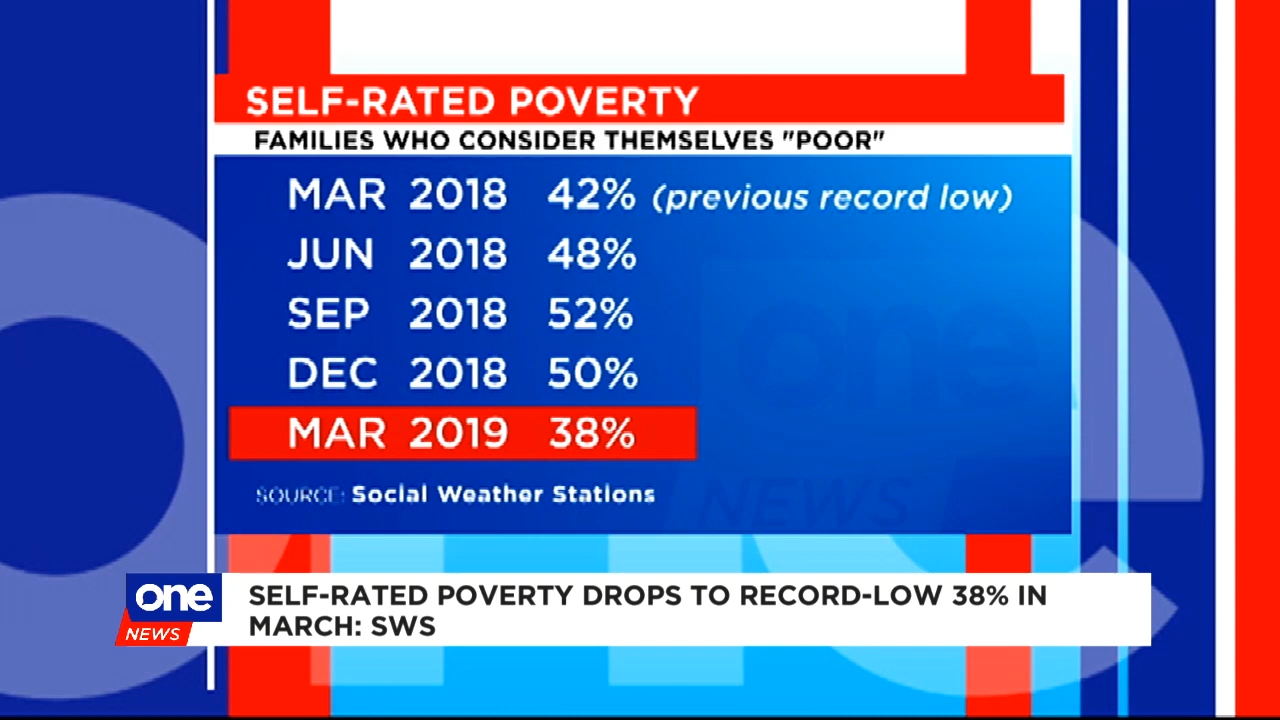 SELF-RATED POVERTY
FAMILIES WHO CONSIDER THEMSELVES "POOR"
MAR 2018 42% (previous record low)
JUN 2018 48%
SEP 2018 52%
DEC 2018 50%
MAR 2019 38%
SOURCE: Social Weather Stations
one
NEWS
one
NEWS
SELF-RATED POVERTY DROPS TO RECORD-LOW 38% IN
MARCH: SWS